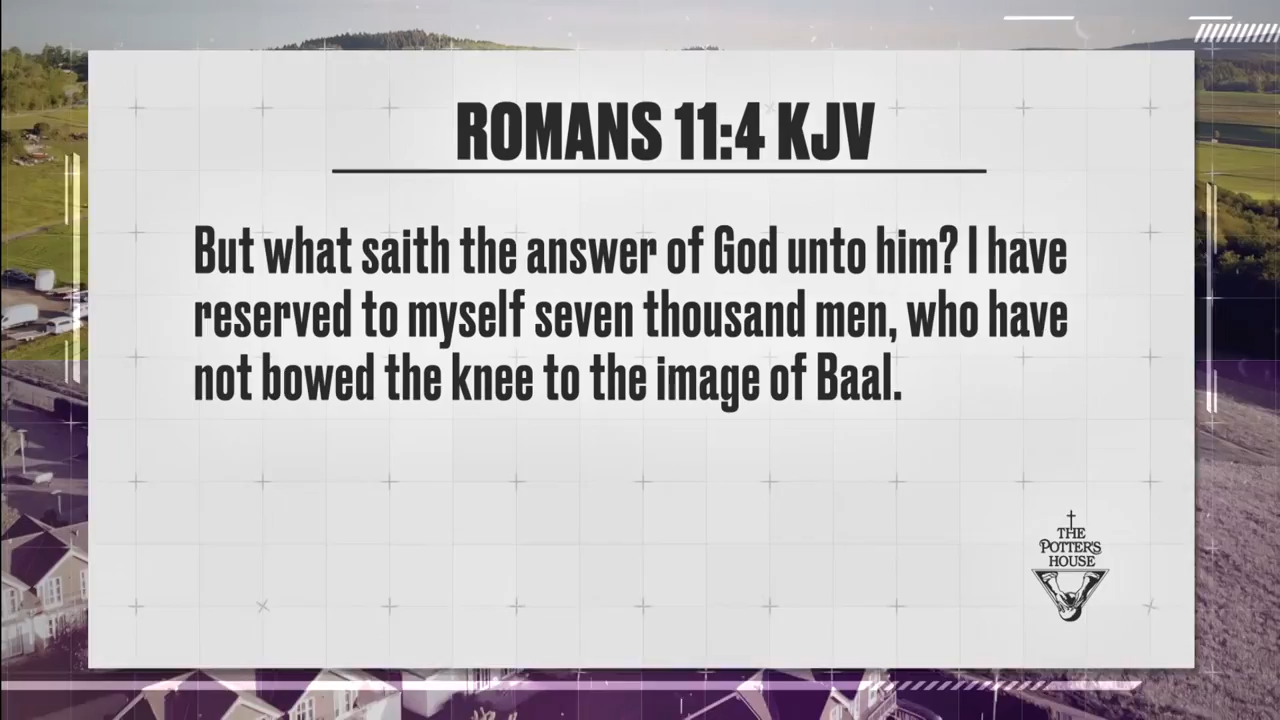 ROMANS 11:4 KJV
But what saith the answer of God unto him? I have
reserved to myself seven thousand men, who have
not bowed the knee to the image of Baal.
THE
POTTER'S
HOUSE